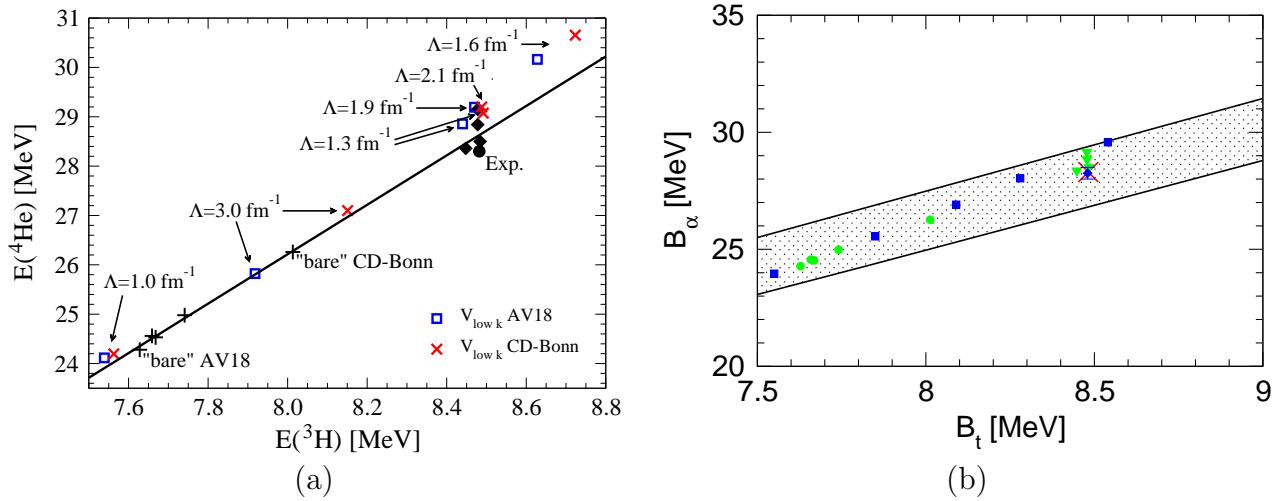 31
30
29
28
27
26
25
24
7.6 7.8 8.0 8.2 8.4 8.6 8.8
E(³H) [MeV]
E(⁴He) [MeV]
Λ=1.6 fm⁻¹
Λ=2.1 fm⁻¹
Λ=1.9 fm⁻¹
Λ=1.3 fm⁻¹
Exp.
Λ=3.0 fm⁻¹
"bare" CD-Bonn
Λ=1.0 fm⁻¹
"bare" AV18
V_low k AV18
V_low k CD-Bonn
(a)
35
30
25
20
7.5 8 8.5 9
B_t [MeV]
B_α [MeV]
(b)